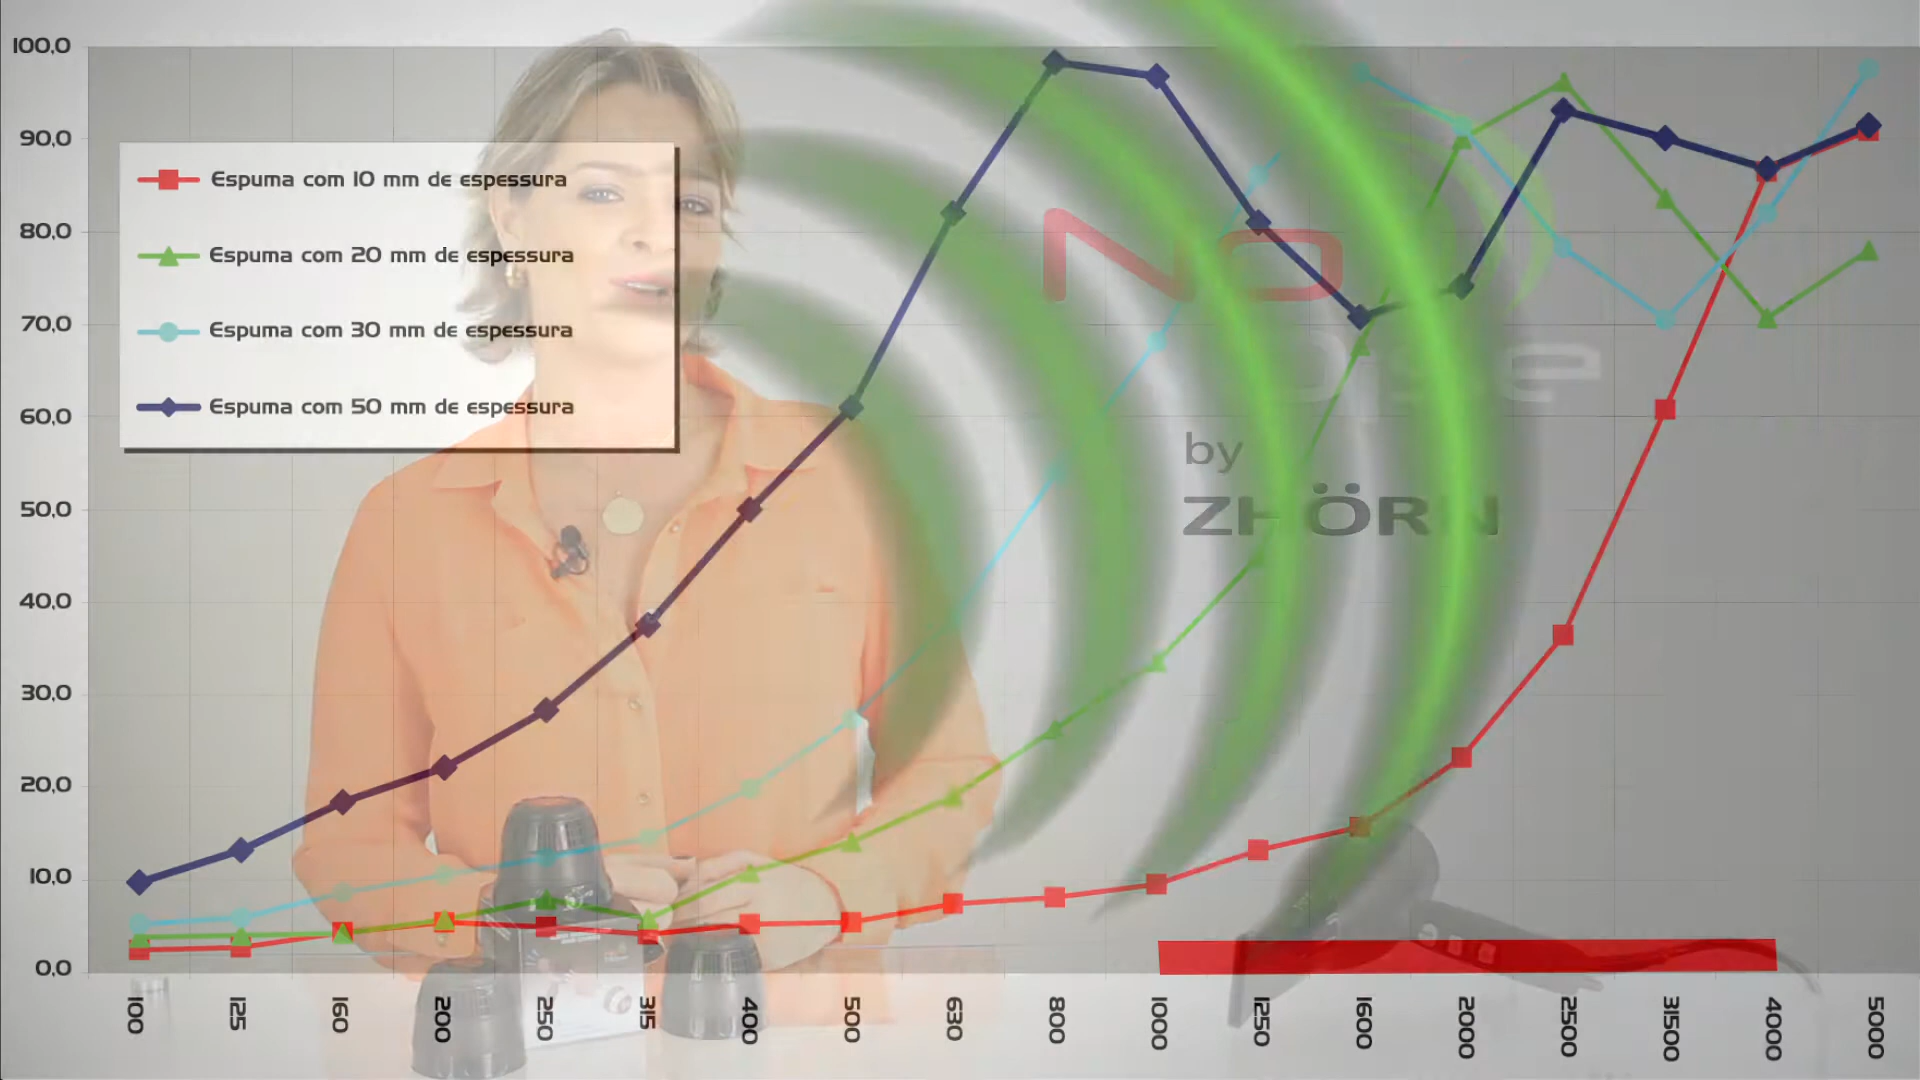 100,0
90,0
80,0
70,0
60,0
50,0
40,0
30,0
20,0
10,0
0,0
Espuma com 10 mm de espessura
Espuma com 20 mm de espessura
Espuma com 30 mm de espessura
Espuma com 50 mm de espessura
NO
by
ZHÖRN
100 125 160 200 250 315 400 500 630 800 1000 1250 1600 2000 2500 31500 4000 5000